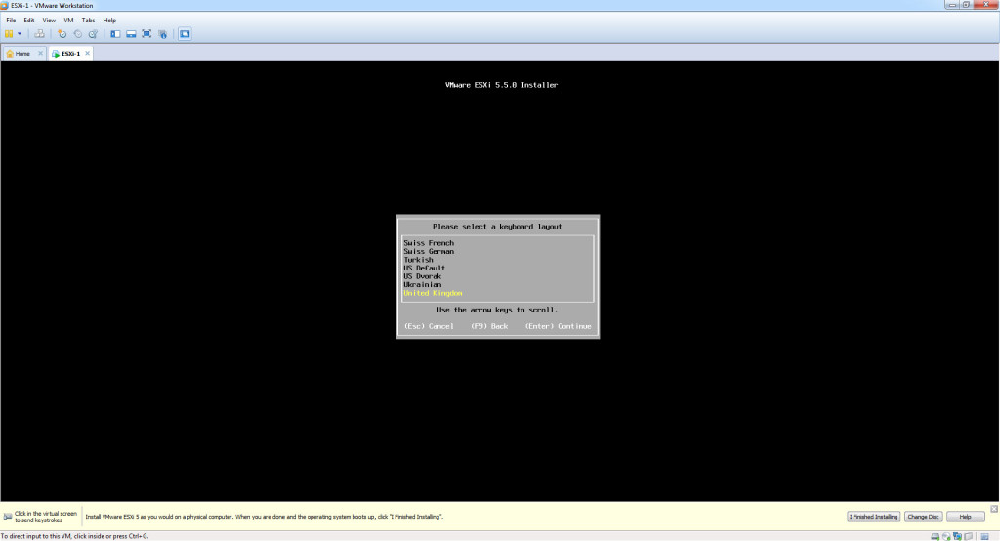 ESXi-1 - VMware Workstation
File Edit View VM Tabs Help
Home ESXi-1
VMware ESXi 5.5.0 Installer
Please select a keyboard layout
Swiss French
Swiss German
Turkish
US Default
US Dvorak
Ukrainian
United Kingdom
Use the arrow keys to scroll.
(Esc) Cancel (F9) Back (Enter) Continue
Click in the virtual screen
to send keystrokes
Install VMware ESXi 5 as you would on a physical computer. When you are done and the operating system boots up, click "I Finished Installing".
I Finished Installing Change Disc Help
To direct input to this VM, click inside or press Ctrl+G.